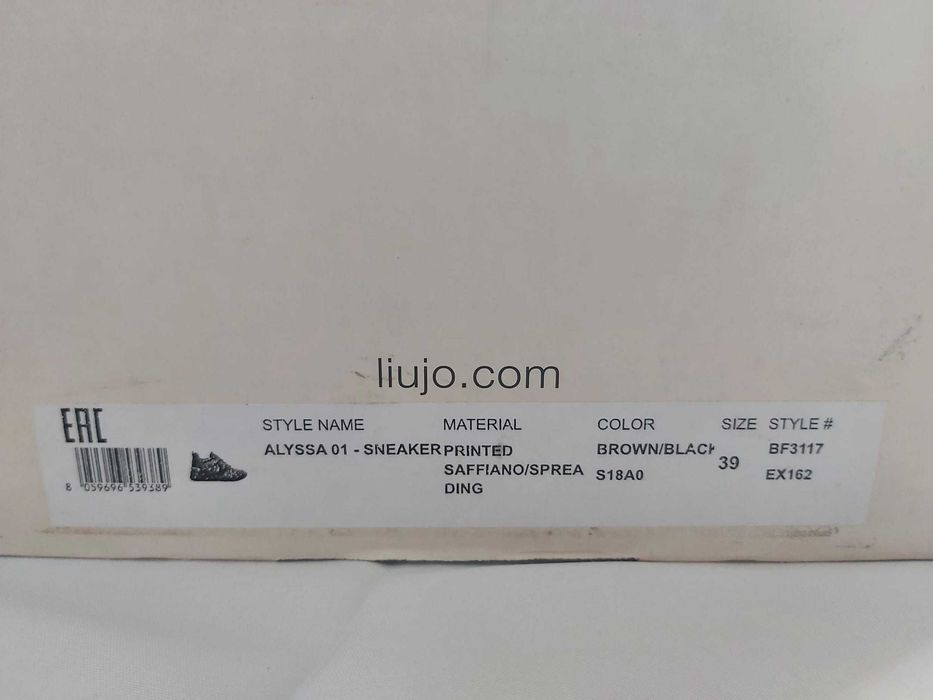 liujo.com
EAC
STYLE NAME MATERIAL COLOR SIZE STYLE #
ALYSSA 01 - SNEAKER PRINTED BROWN/BLACK 39 BF3117
SAFFIANO/SPREA S18A0 EX162
DING
8 059696 539389